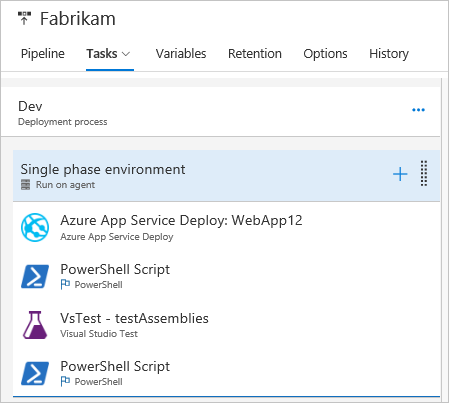 Fabrikam
Pipeline Tasks Variables Retention Options History
Dev
Deployment process
Single phase environment
Run on agent
Azure App Service Deploy: WebApp12
Azure App Service Deploy
PowerShell Script
PowerShell
VsTest - testAssemblies
Visual Studio Test
PowerShell Script
PowerShell